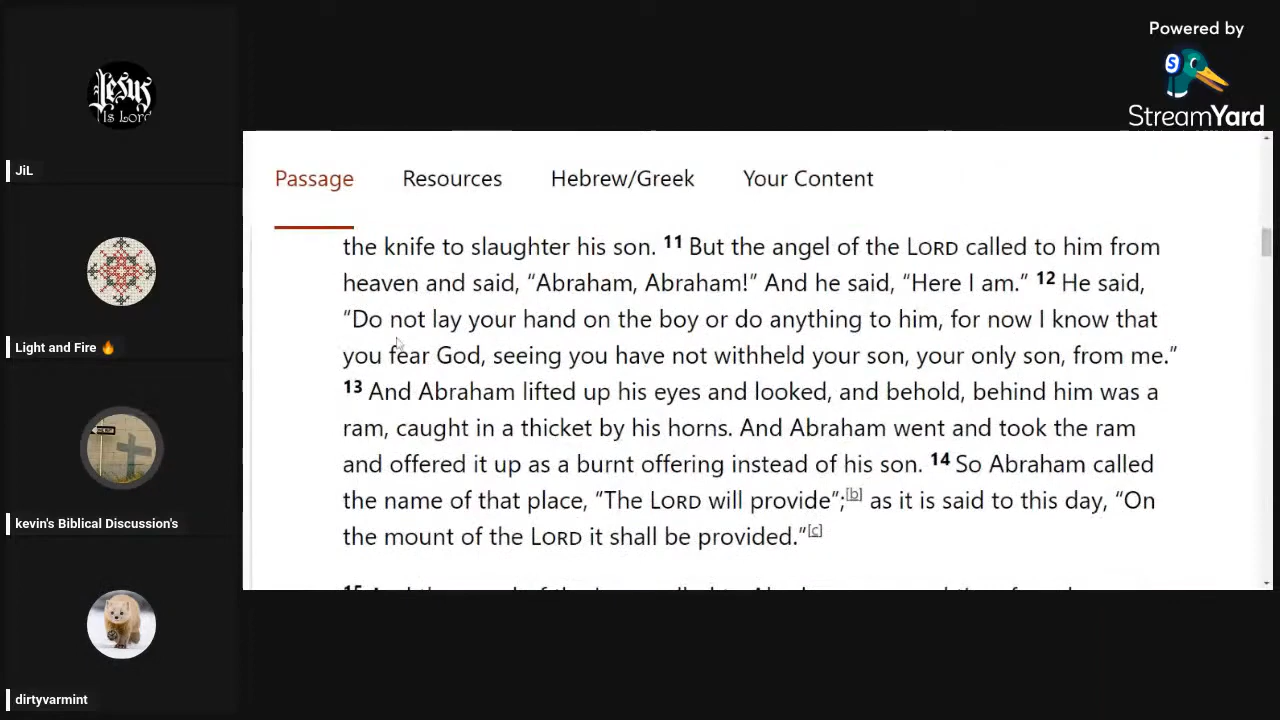 Powered by
StreamYard
Jesus
Is Lord
JiL
Light and Fire 🔥
kevin's Biblical Discussion's
dirtyvarmint
Passage Resources Hebrew/Greek Your Content
the knife to slaughter his son. 11 But the angel of the LORD called to him from
heaven and said, “Abraham, Abraham!” And he said, “Here I am.” 12 He said,
“Do not lay your hand on the boy or do anything to him, for now I know that
you fear God, seeing you have not withheld your son, your only son, from me.”
13 And Abraham lifted up his eyes and looked, and behold, behind him was a
ram, caught in a thicket by his horns. And Abraham went and took the ram
and offered it up as a burnt offering instead of his son. 14 So Abraham called
the name of that place, “The LORD will provide”;[b] as it is said to this day, “On
the mount of the LORD it shall be provided.”[c]